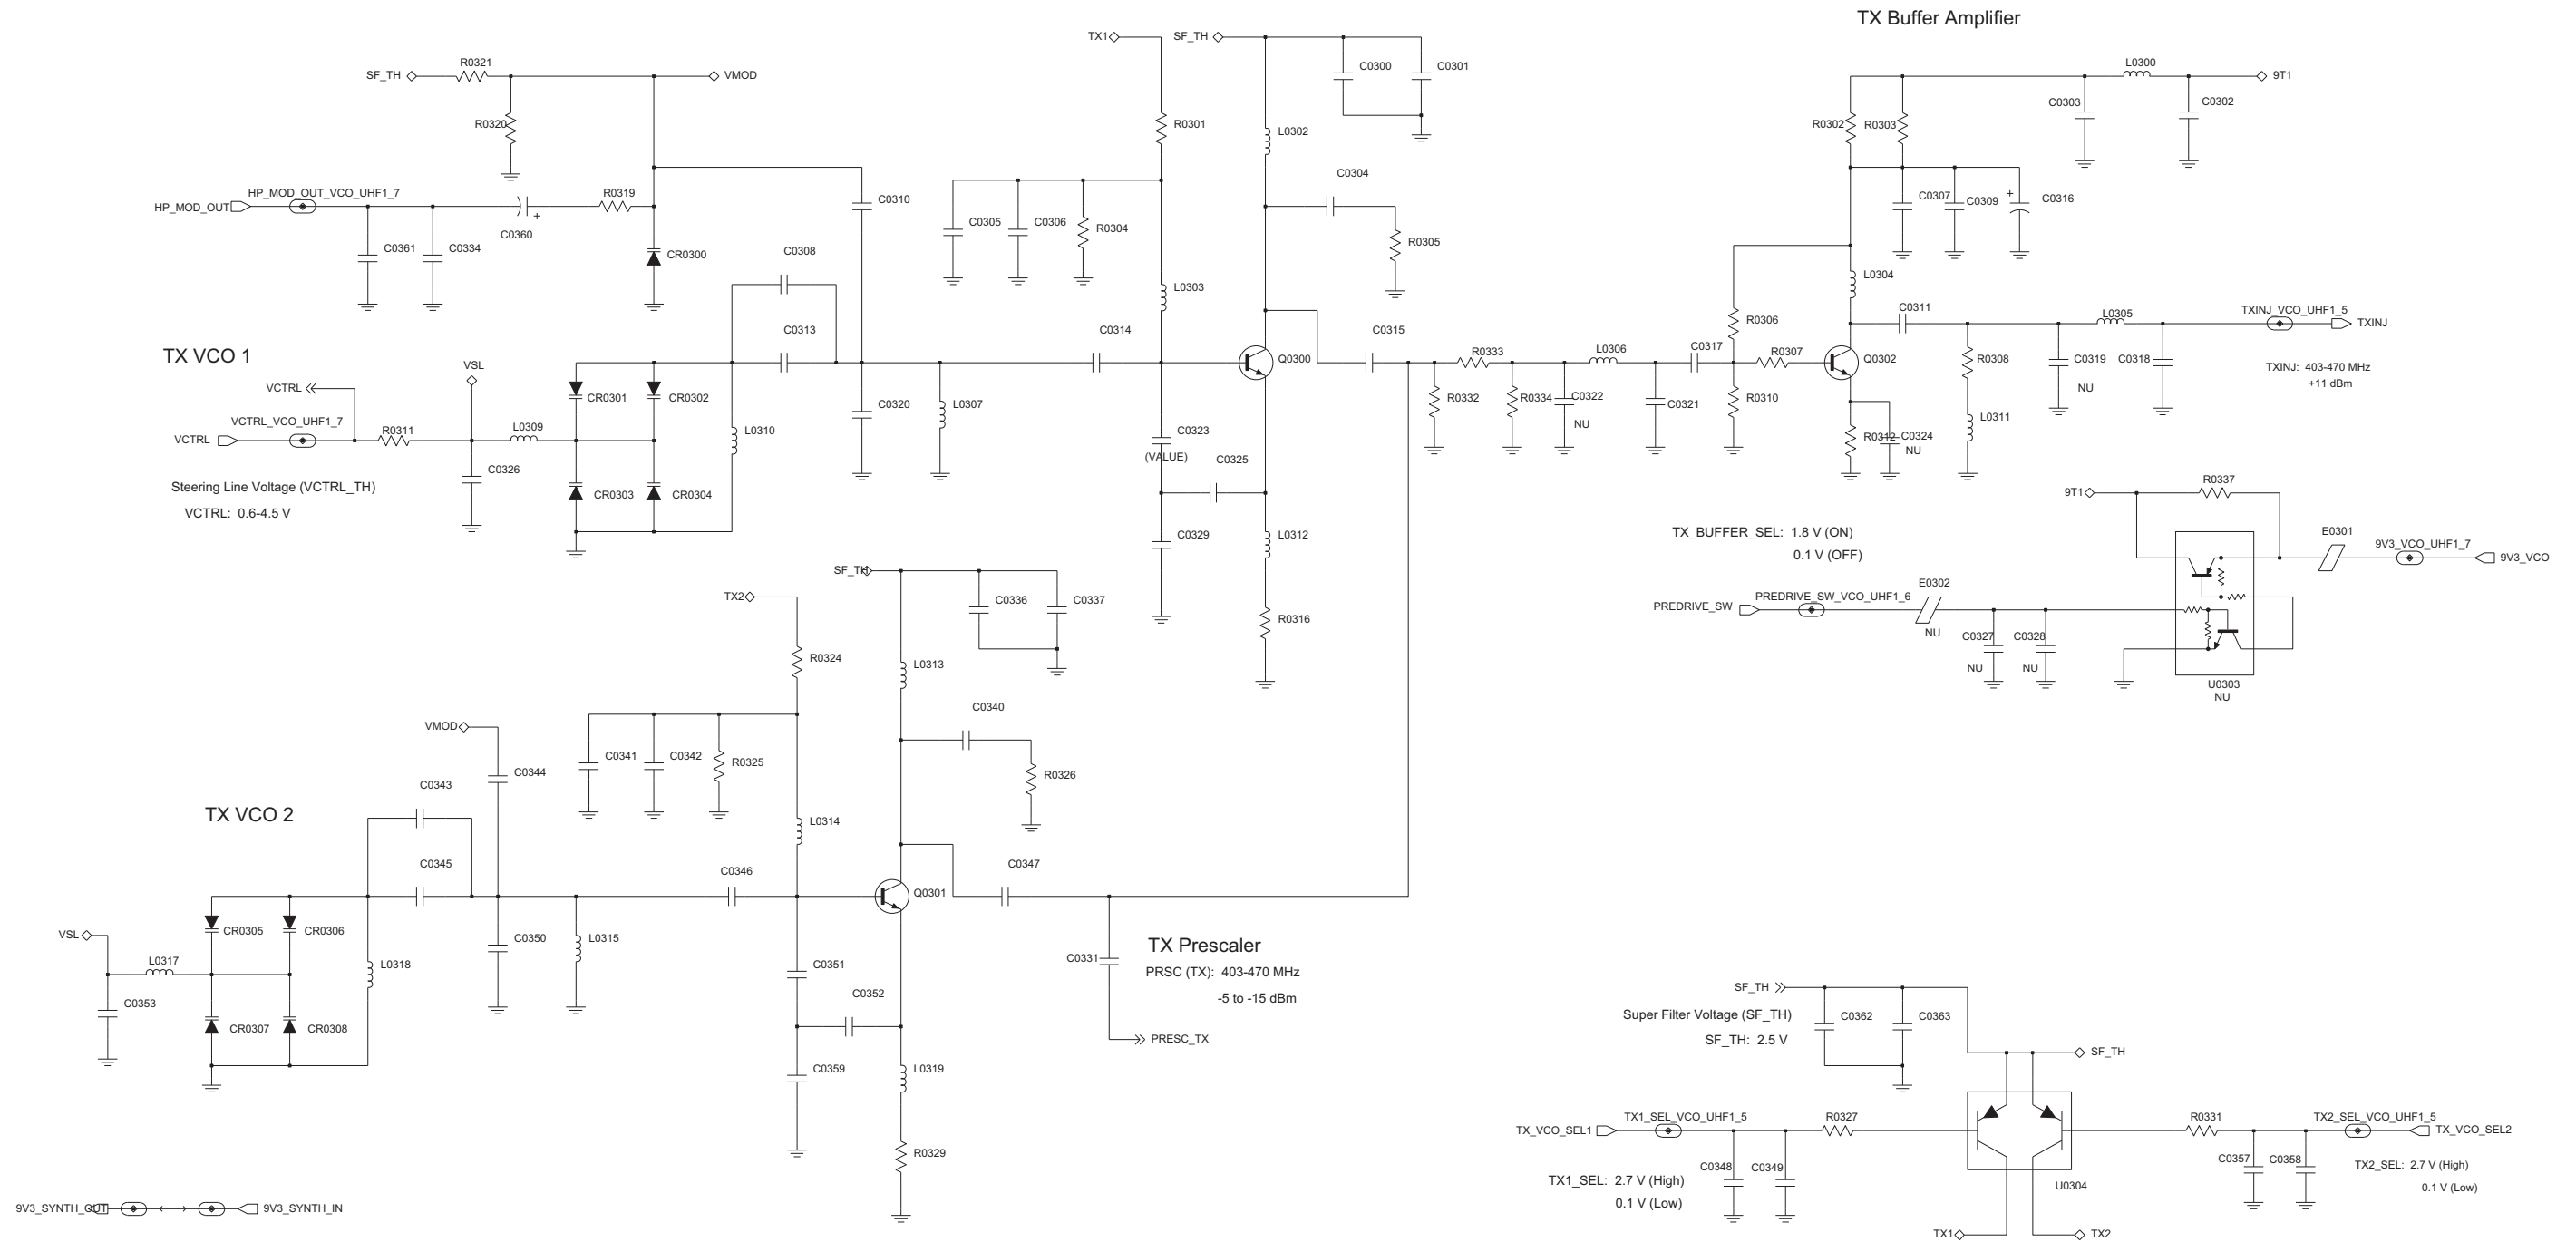 TX Buffer Amplifier
TX1
SF_TH
C0300
C0301
SF_TH
R0321
VMOD
L0300
9T1
C0303
C0302
R0320
R0301
L0302
R0302
R0303
HP_MOD_OUT_VCO_UHF1_7
HP_MOD_OUT
R0319
C0310
C0304
C0307
C0309
+
C0316
+
C0360
C0361
C0334
CR0300
C0308
C0305
C0306
R0304
R0305
L0303
L0304
C0313
C0314
C0315
R0306
C0311
L0305
TXINJ_VCO_UHF1_5
TXINJ
TX VCO 1
VSL
VCTRL
Q0300
R0333
L0306
C0317
R0307
Q0302
R0308
C0319
NU
C0318
TXINJ: 403-470 MHz
+11 dBm
CR0301
CR0302
C0320
L0307
R0332
R0334
C0322
NU
C0321
R0310
L0311
VCTRL_VCO_UHF1_7
VCTRL
R0311
L0309
L0310
C0323
(VALUE)
R0312
C0324
NU
C0326
C0325
Steering Line Voltage (VCTRL_TH)
VCTRL: 0.6-4.5 V
CR0303
CR0304
C0329
L0312
9T1
R0337
TX_BUFFER_SEL: 1.8 V (ON)
0.1 V (OFF)
E0301
9V3_VCO_UHF1_7
9V3_VCO
SF_TH
TX2
C0336
C0337
R0316
E0302
NU
PREDRIVE_SW
PREDRIVE_SW_VCO_UHF1_6
C0327
NU
C0328
NU
U0303
NU
R0324
L0313
VMOD
C0340
C0344
C0341
C0342
R0325
R0326
C0343
TX VCO 2
L0314
C0345
C0346
C0347
Q0301
VSL
CR0305
CR0306
C0350
L0315
L0317
L0318
C0351
C0331
TX Prescaler
PRSC (TX): 403-470 MHz
-5 to -15 dBm
C0353
CR0307
CR0308
C0352
PRESC_TX
C0359
L0319
R0329
SF_TH
Super Filter Voltage (SF_TH)
SF_TH: 2.5 V
C0362
C0363
SF_TH
TX_VCO_SEL1
TX1_SEL_VCO_UHF1_5
R0327
R0331
TX2_SEL_VCO_UHF1_5
TX_VCO_SEL2
C0348
C0349
C0357
C0358
TX1_SEL: 2.7 V (High)
0.1 V (Low)
U0304
TX2_SEL: 2.7 V (High)
0.1 V (Low)
TX1
TX2
9V3_SYNTH_OUT
9V3_SYNTH_IN